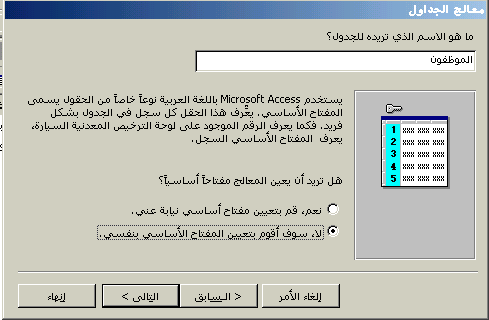 معالج الجداول
ما هو الاسم الذي تريده للجدول؟
الموظفون
يستخدم Microsoft Access باللغة العربية نوعاً خاصاً من الحقول يسمى
المفتاح الأساسي. يعرّف هذا الحقل كل سجل في الجدول بشكل
فريد. فكما يعرف الرقم الموجود على لوحة الترخيص المعدنية السيارة،
يعرف المفتاح الأساسي السجل.
1 xxx xxx xxx
2 xxx xxx xxx
3 xxx xxx xxx
4 xxx xxx xxx
5 xxx xxx xxx
هل تريد أن يعين المعالج مفتاحاً أساسياً؟
نعم، قم بتعيين مفتاح أساسي نيابة عني.
لا، سوف أقوم بتعيين المفتاح الأساسي بنفسي.
إلغاء الأمر
< السابق
التالي >
إنهاء